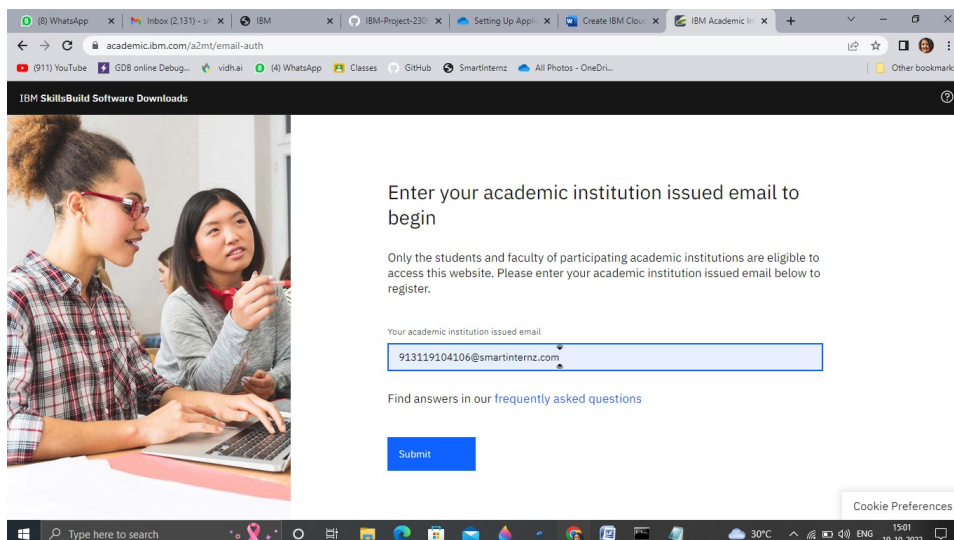 (8) WhatsApp
Inbox (2,131) - sr
IBM
IBM-Project-230
Setting Up Applic
Create IBM Clou
IBM Academic In
academic.ibm.com/a2mt/email-auth
(911) YouTube
GDB online Debug...
vidh.ai
(4) WhatsApp
Classes
GitHub
SmartInternz
All Photos - OneDri...
Other bookmark
IBM SkillsBuild Software Downloads
Enter your academic institution issued email to
begin
Only the students and faculty of participating academic institutions are eligible to
access this website. Please enter your academic institution issued email below to
register.
Your academic institution issued email
913119104106@smartinternz.com
Find answers in our frequently asked questions
Submit
Cookie Preferences
Type here to search
30°C
ENG
15:01